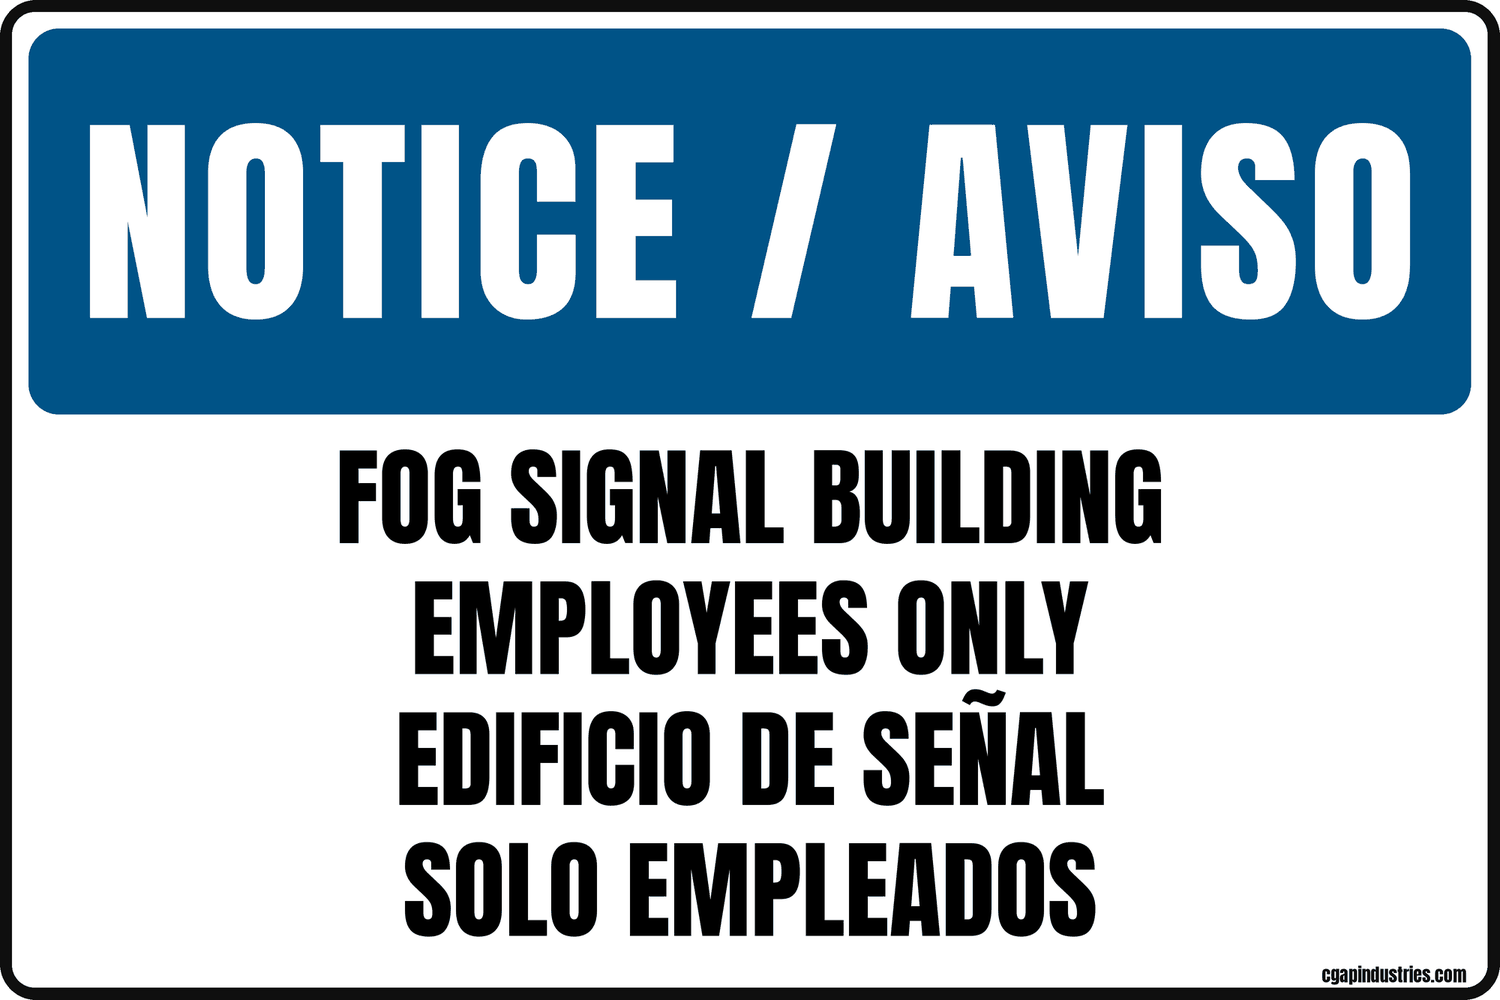 NOTICE / AVISO
FOG SIGNAL BUILDING
EMPLOYEES ONLY
EDIFICIO DE SEÑAL
SOLO EMPLEADOS
cgapindustries.com